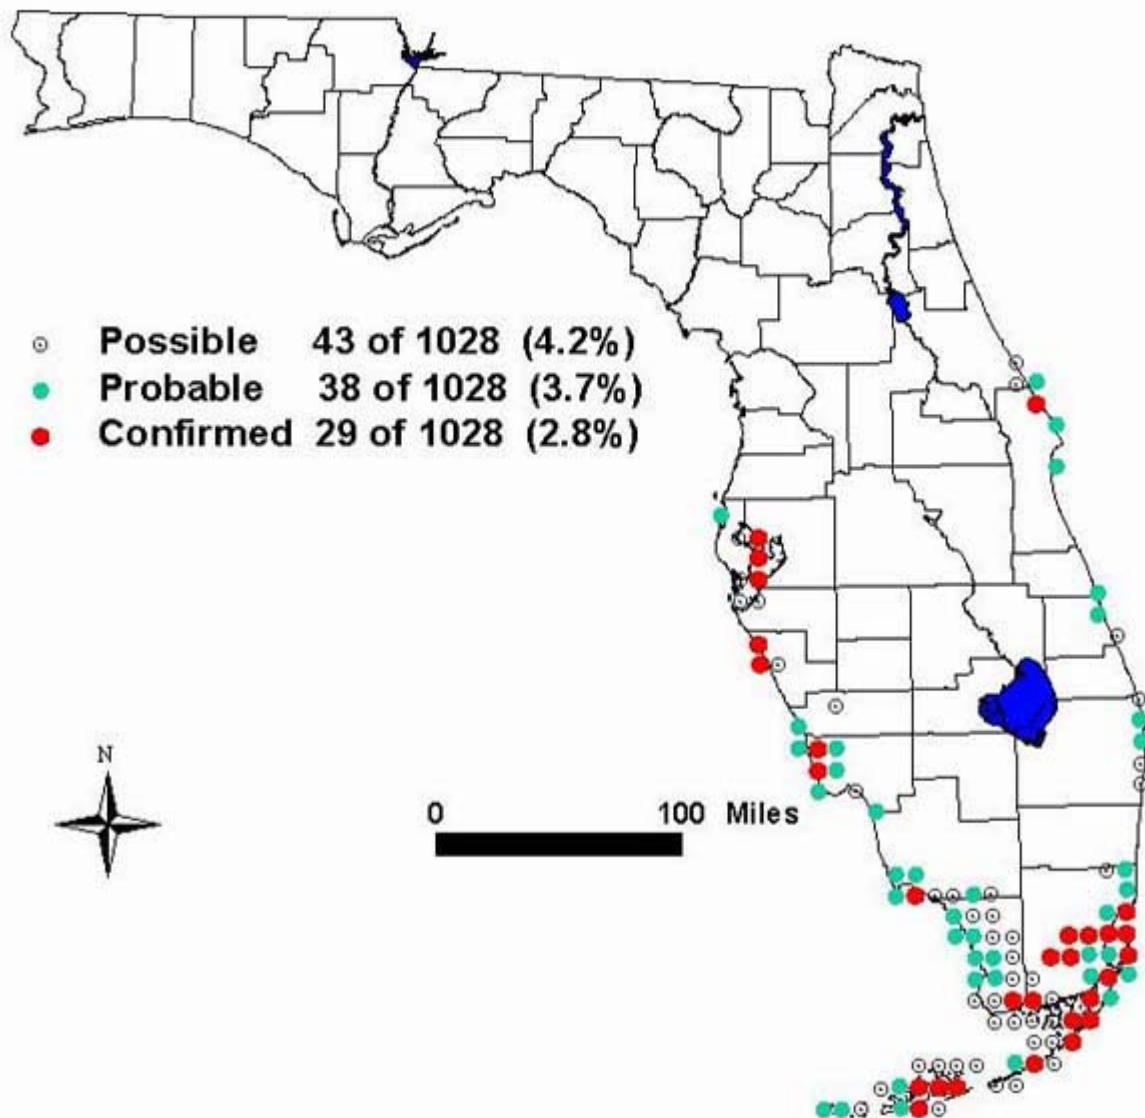 Possible 43 of 1028 (4.2%)
Probable 38 of 1028 (3.7%)
Confirmed 29 of 1028 (2.8%)
N
0 100 Miles